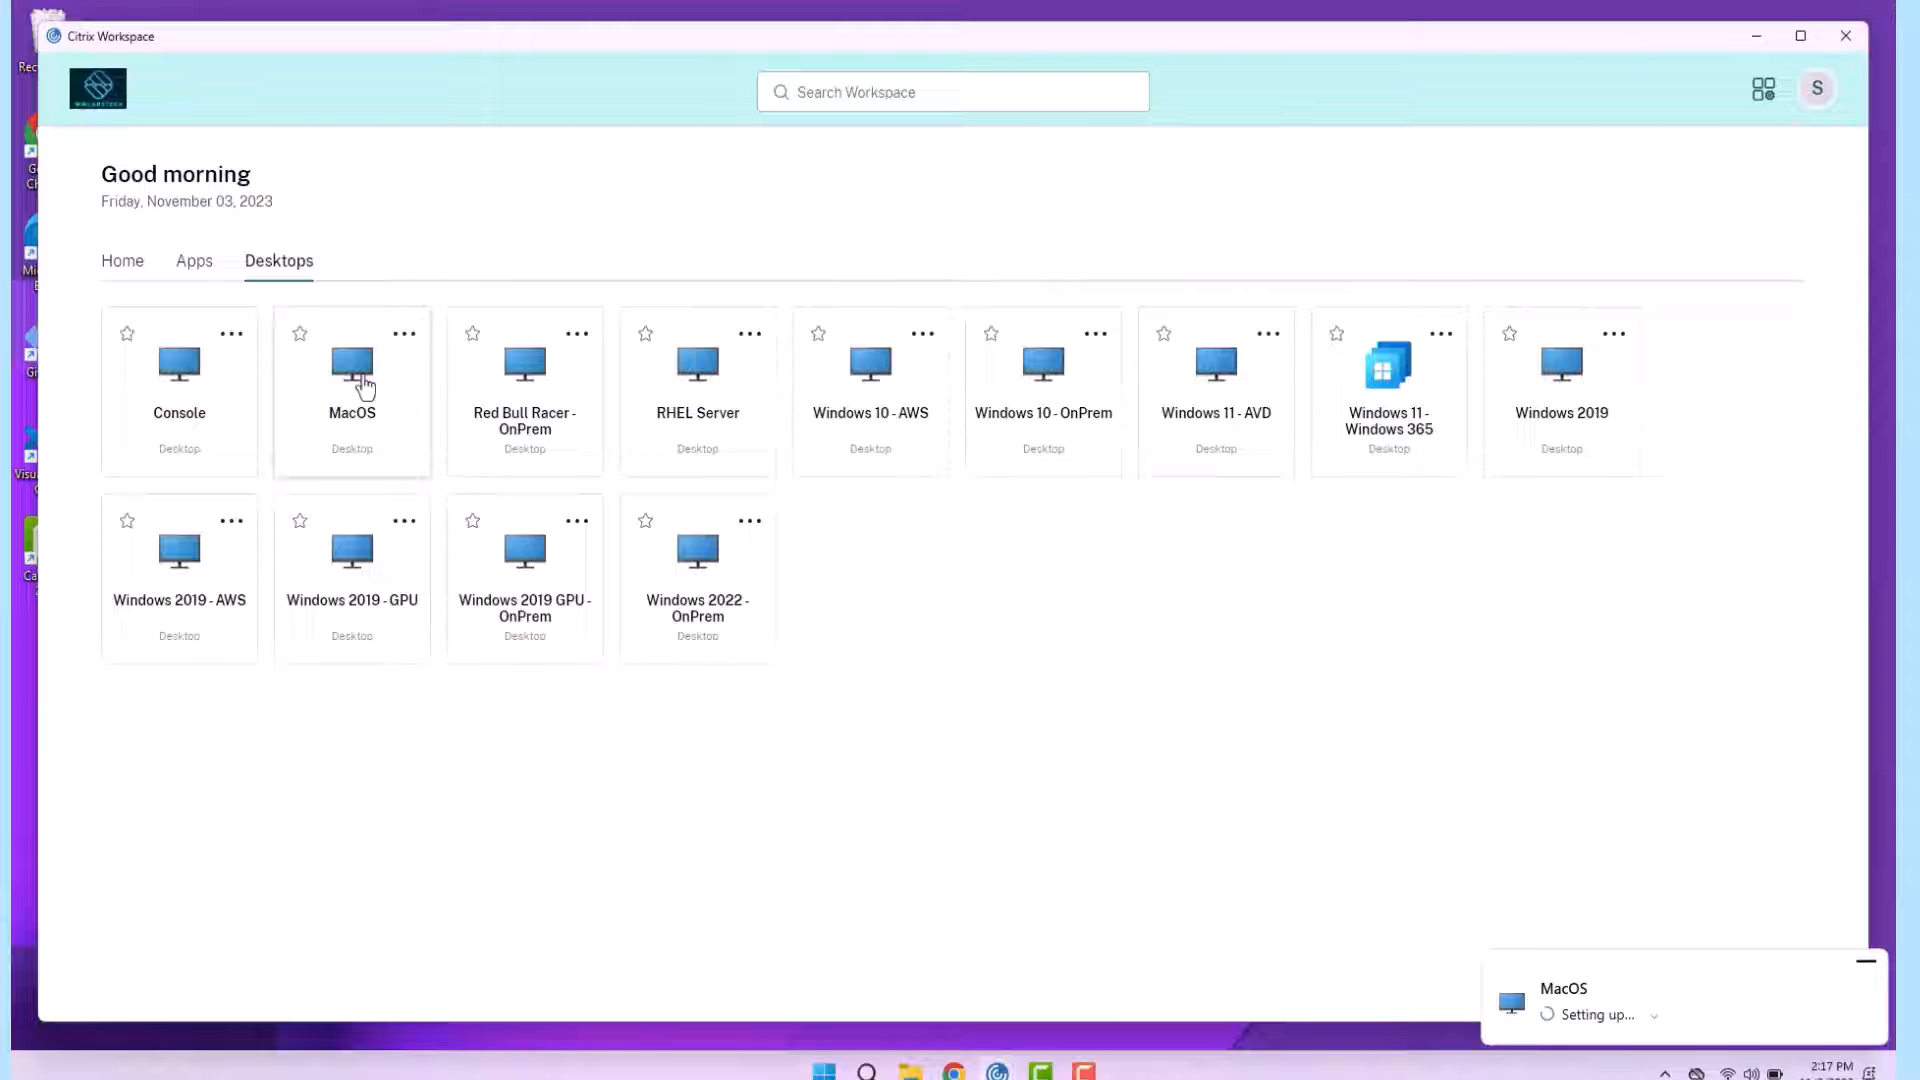 Citrix Workspace
Search Workspace
S
Good morning
Friday, November 03, 2023
Home Apps Desktops
Console
Desktop
MacOS
Desktop
Red Bull Racer -
OnPrem
Desktop
RHEL Server
Desktop
Windows 10 - AWS
Desktop
Windows 10 - OnPrem
Desktop
Windows 11 - AVD
Desktop
Windows 11 -
Windows 365
Desktop
Windows 2019
Desktop
Windows 2019 - AWS
Desktop
Windows 2019 - GPU
Desktop
Windows 2019 GPU -
OnPrem
Desktop
Windows 2022 -
OnPrem
Desktop
MacOS
Setting up...
2:17 PM